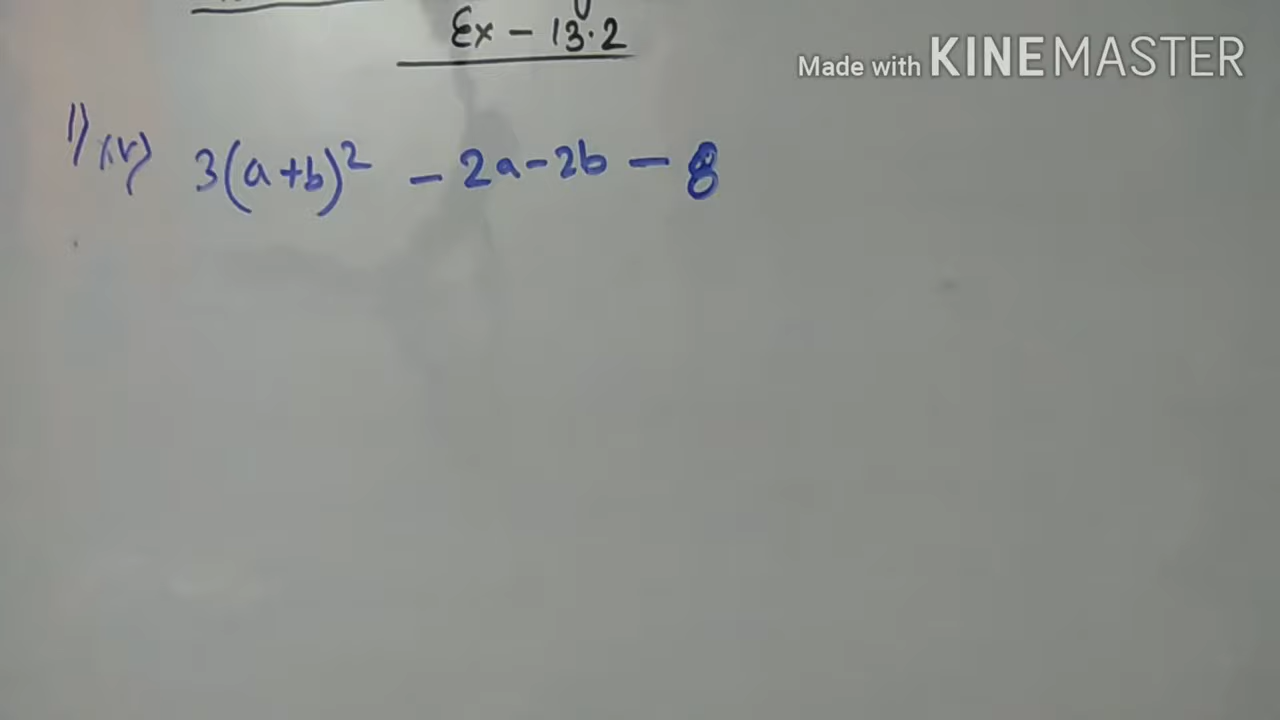 Ex - 13.2
Made with KINEMASTER
1) (v) 3(a+b)² - 2a - 2b - 8